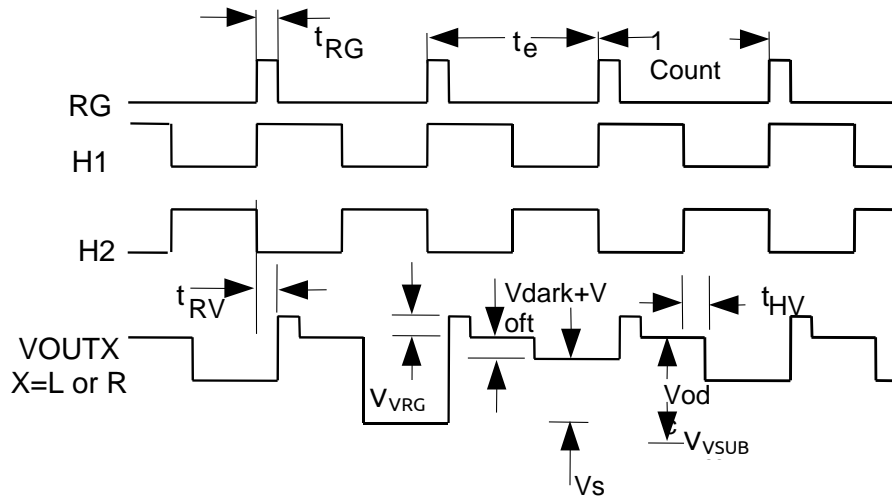 tRG
te
1
Count
RG
H1
H2
tRV
Vdark+V
oft
tHV
VOUTX
X=L or R
VVRG
Vod
c
VVSUB
Vs